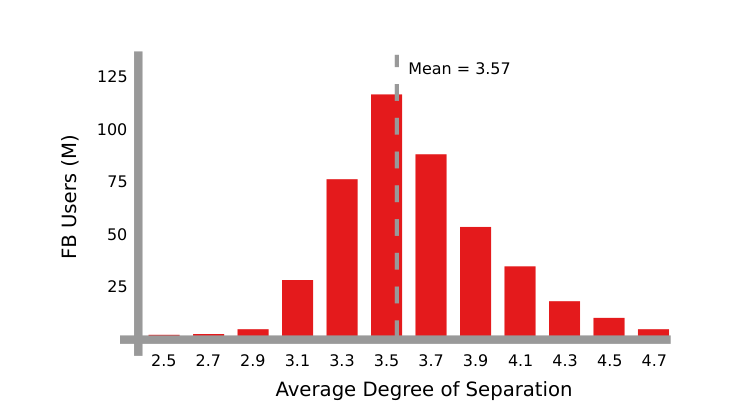 Mean = 3.57
125
100
75
50
25
FB Users (M)
2.5 2.7 2.9 3.1 3.3 3.5 3.7 3.9 4.1 4.3 4.5 4.7
Average Degree of Separation